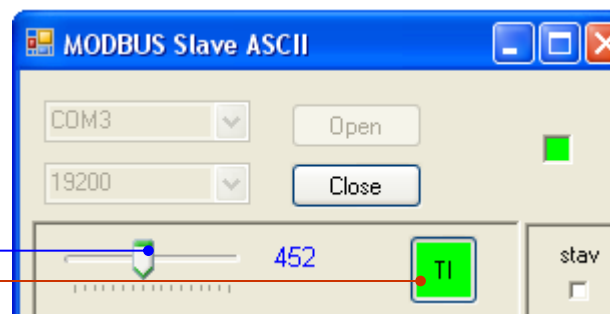 MODBUS Slave ASCII
COM3
Open
19200
Close
452
TI
stav